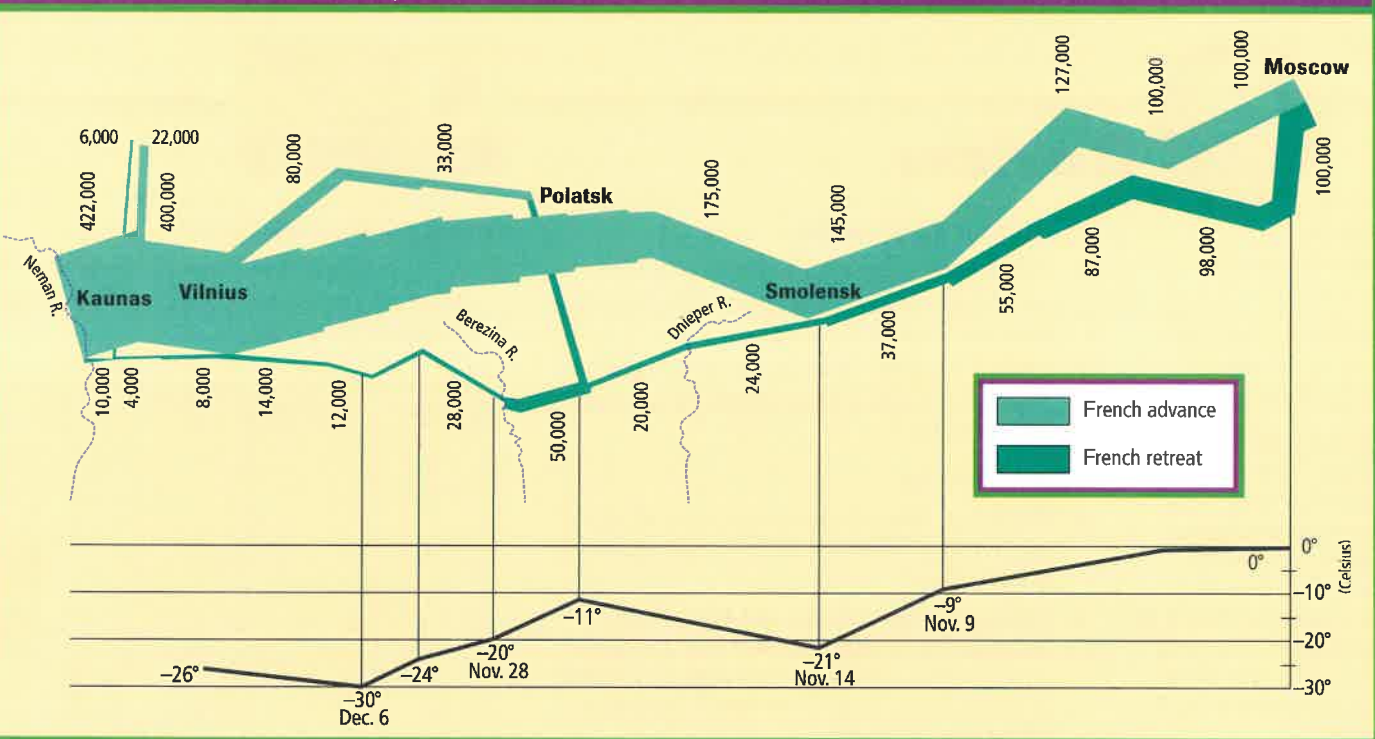 Moscow
100,000
100,000
127,000
6,000
22,000
422,000
400,000
80,000
33,000
Polatsk
175,000
145,000
100,000
Neman R.
Kaunas
Vilnius
Smolensk
Berezina R.
Dnieper R.
10,000
4,000
8,000
14,000
12,000
28,000
50,000
20,000
24,000
37,000
55,000
87,000
98,000
French advance
French retreat
0°
0°
–10°
–20°
–30°
(Celsius)
–9°
Nov. 9
–11°
–21°
Nov. 14
–20°
Nov. 28
–24°
–26°
–30°
Dec. 6